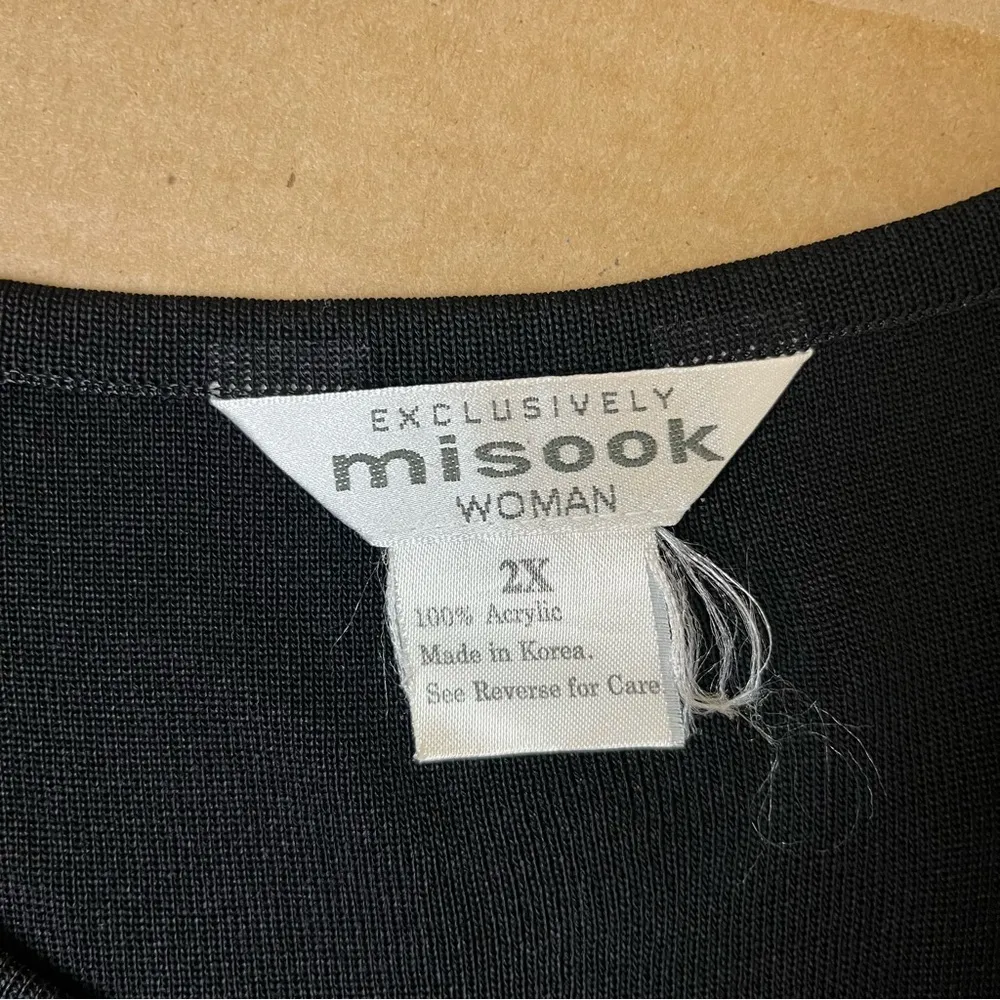 EXCLUSIVELY
misook
WOMAN
2X
100% Acrylic
Made in Korea.
See Reverse for Care